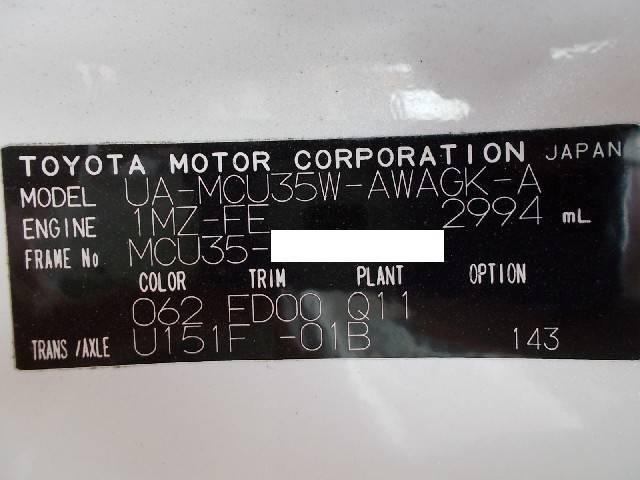 TOYOTA MOTOR CORPORATION JAPAN
MODEL UA-MCU35W-AWAGK-A
ENGINE 1MZ-FE 2994 mL
FRAME No MCU35-
COLOR TRIM PLANT OPTION
062 FD00 Q11
TRANS/AXLE U151F -01B 143